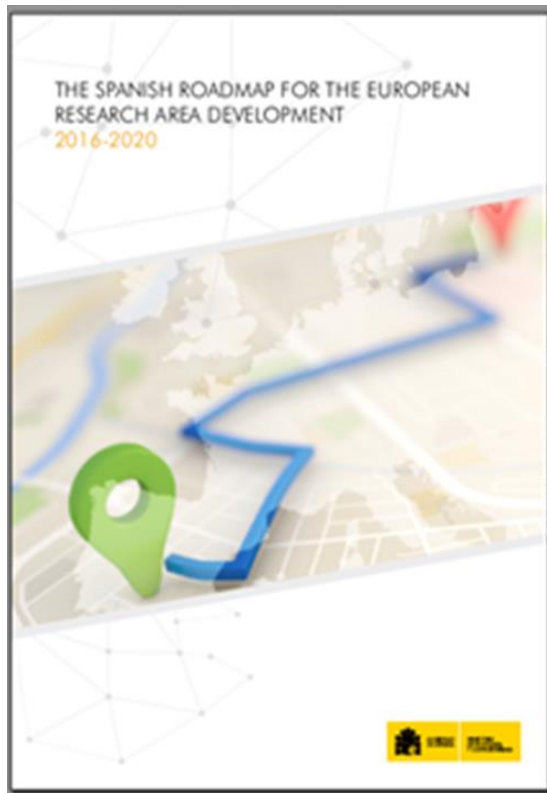 THE SPANISH ROADMAP FOR THE EUROPEAN
RESEARCH AREA DEVELOPMENT
2016-2020